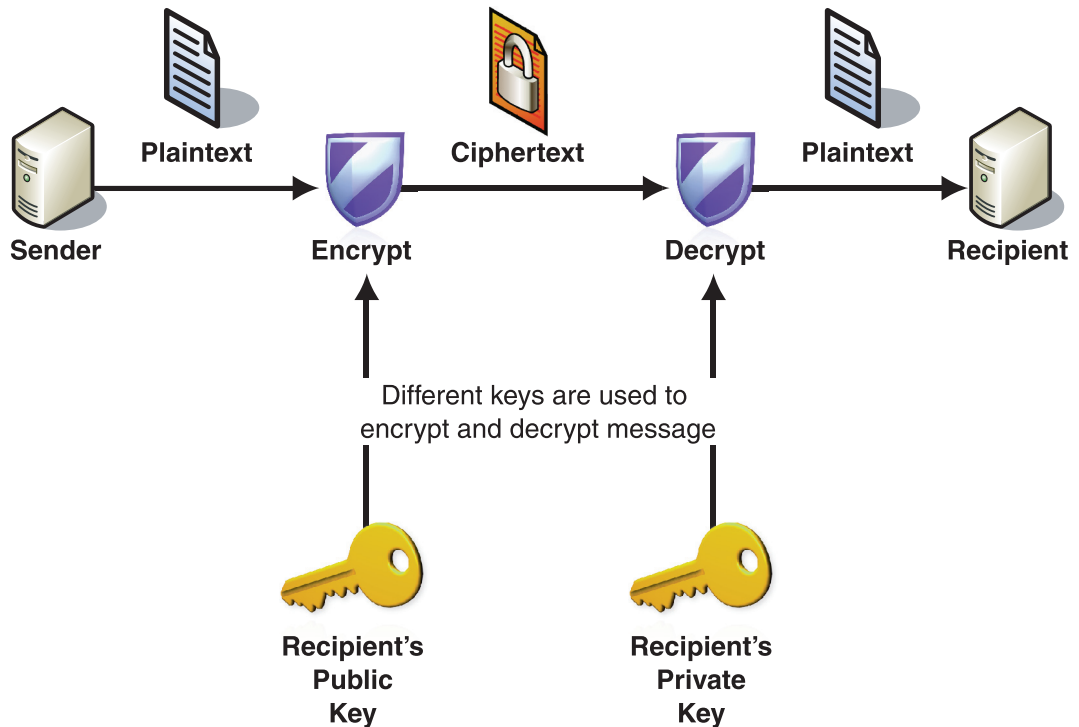 Plaintext
Ciphertext
Plaintext
Sender
Encrypt
Decrypt
Recipient
Different keys are used to
encrypt and decrypt message
Recipient’s
Public
Key
Recipient’s
Private
Key